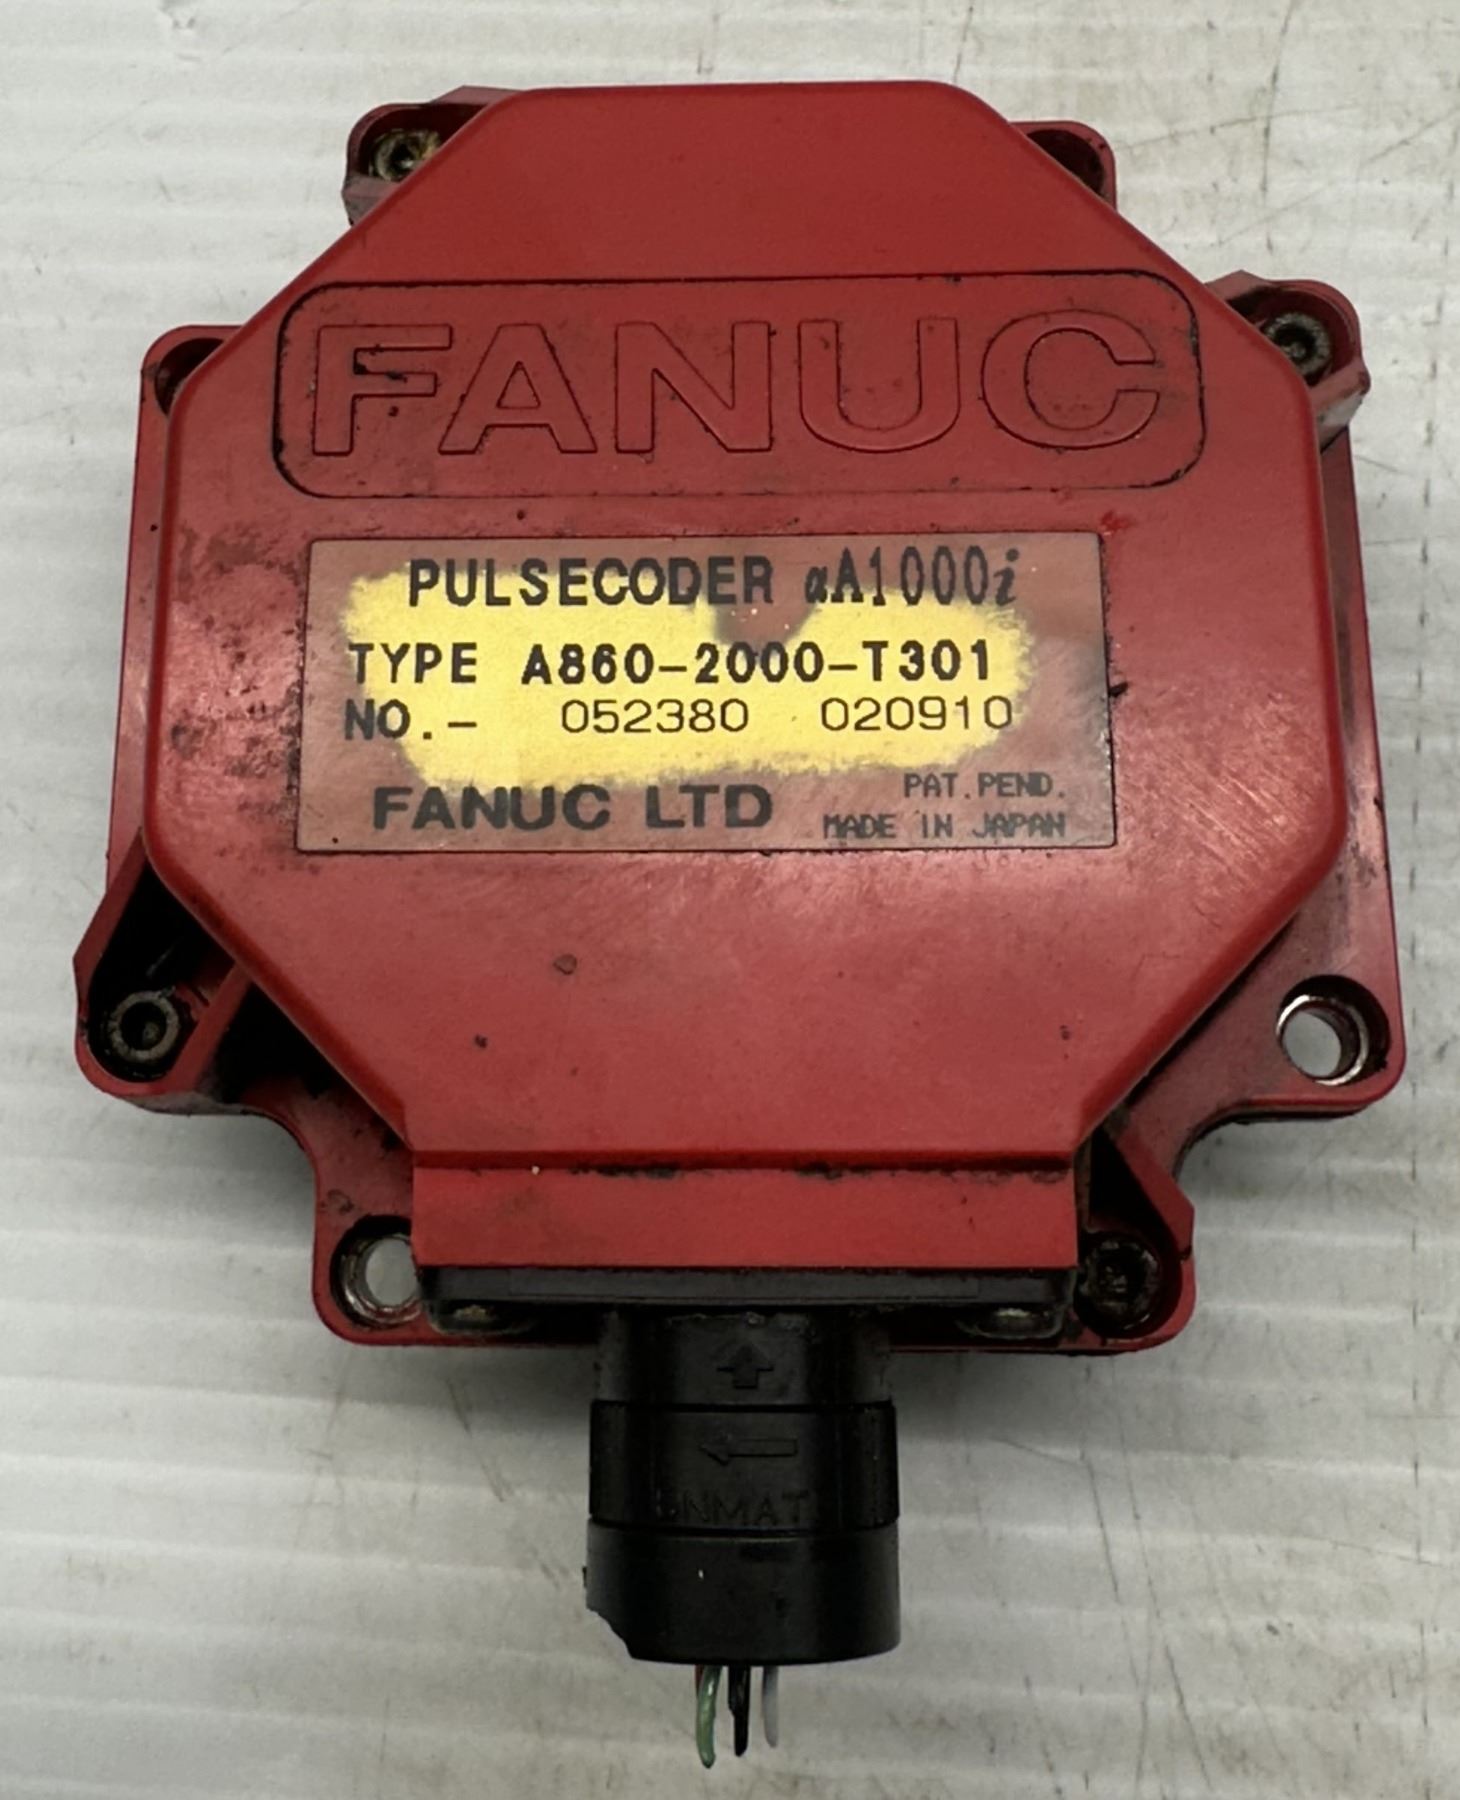 FANUC
PULSECODER αA1000i
TYPE A860-2000-T301
NO.- 052380 020910
FANUC LTD
PAT.PEND.
MADE IN JAPAN